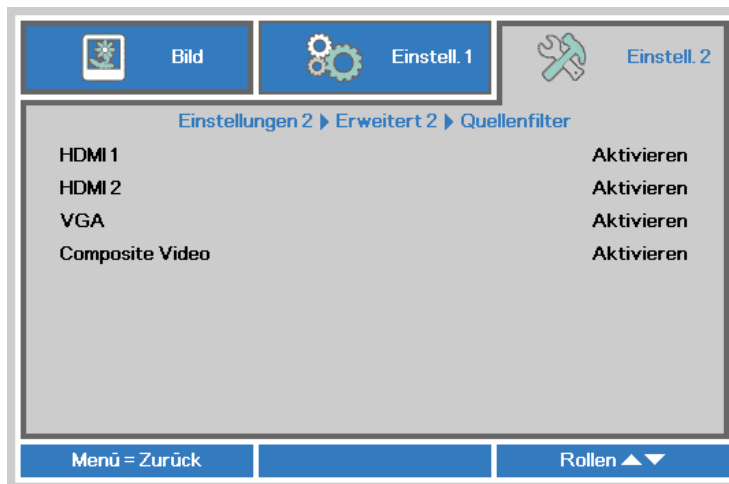 Bild
Einstell. 1
Einstell. 2
Einstellungen 2 ▶ Erweitert 2 ▶ Quellenfilter
HDMI 1 Aktivieren
HDMI 2 Aktivieren
VGA Aktivieren
Composite Video Aktivieren
Menü = Zurück
Rollen ▲▼